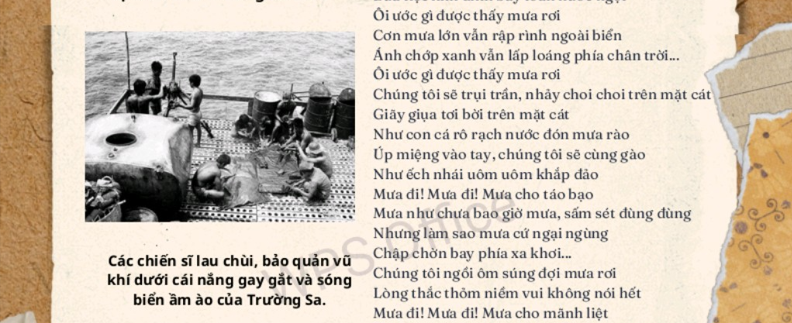 Ôi ước gì được thấy mưa rơi
Cơn mưa lớn vẫn rập rình ngoài biển
Ánh chớp xanh vẫn lấp loáng phía chân trời...
Ôi ước gì được thấy mưa rơi
Chúng tôi sẽ trụi trần, nhảy choi choi trên mặt cát
Giãy giụa tơi bời trên mặt cát
Như con cá rô rạch nước đón mưa rào
Úp miệng vào tay, chúng tôi sẽ cùng gào
Như ếch nhái uôm uôm khắp đảo
Mưa đi! Mưa đi! Mưa cho táo bạo
Mưa như chưa bao giờ mưa, sấm sét đùng đùng
Nhưng làm sao mưa cứ ngại ngùng
Chập chờn bay phía xa khơi...
Chúng tôi ngồi ôm súng đợi mưa rơi
Lòng thắc thỏm niềm vui không nói hết
Mưa đi! Mưa đi! Mưa cho mãnh liệt
Các chiến sĩ lau chùi, bảo quản vũ
khí dưới cái nắng gay gắt và sóng
biển ầm ào của Trường Sa.
WPS Office